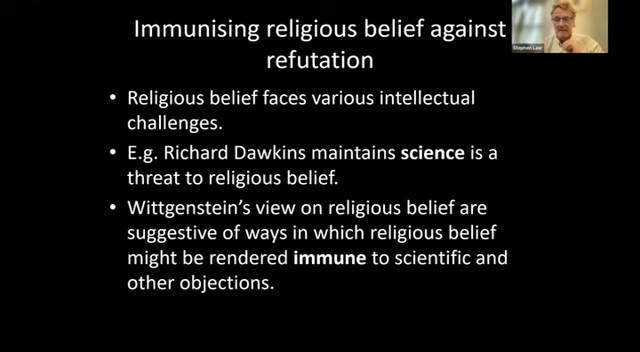 Immunising religious belief against
refutation
Stephen Law
• Religious belief faces various intellectual
challenges.
• E.g. Richard Dawkins maintains science is a
threat to religious belief.
• Wittgenstein's view on religious belief are
suggestive of ways in which religious belief
might be rendered immune to scientific and
other objections.